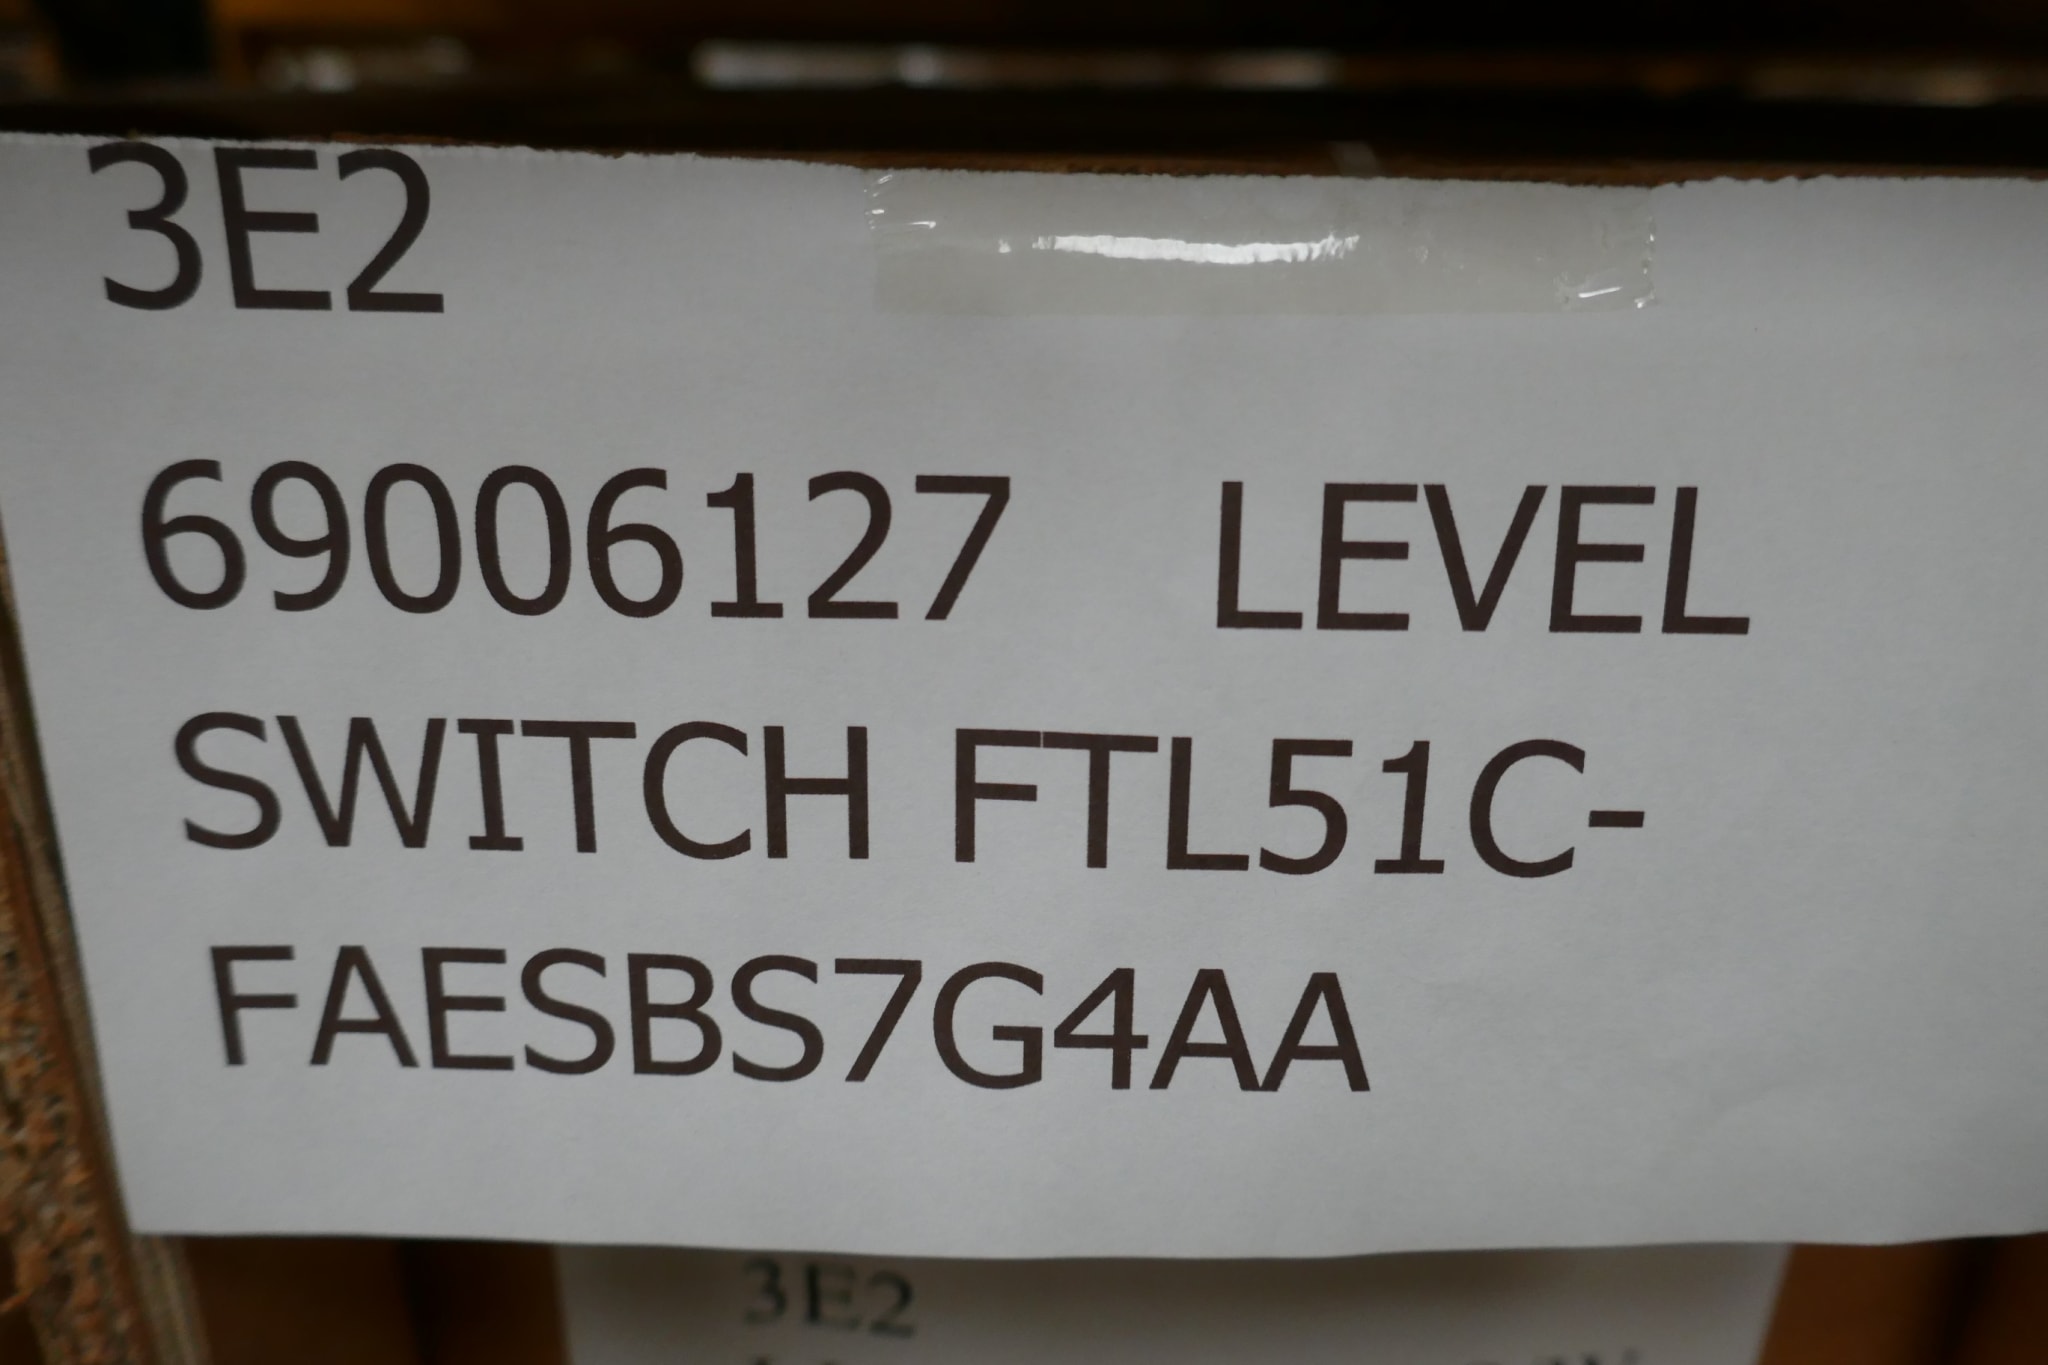 3E2
69006127 LEVEL
SWITCH FTL51C-
FAESBS7G4AA
3E2